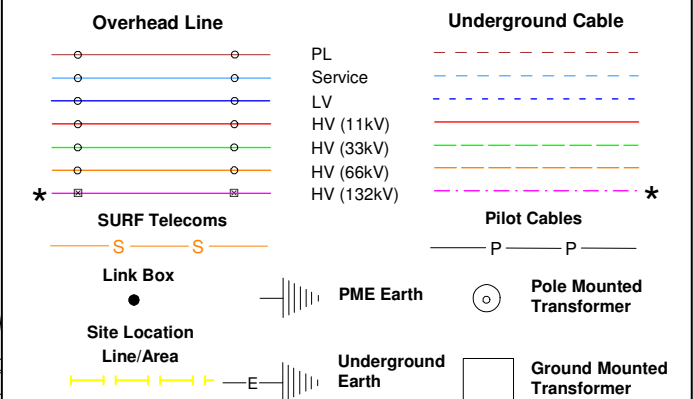 Overhead Line
Underground Cable
PL
Service
LV
HV (11kV)
HV (33kV)
HV (66kV)
* HV (132kV) *
SURF Telecoms
Pilot Cables
S S
P P
Link Box
PME Earth
Pole Mounted
Transformer
Site Location
Line/Area
E
Underground
Earth
Ground Mounted
Transformer